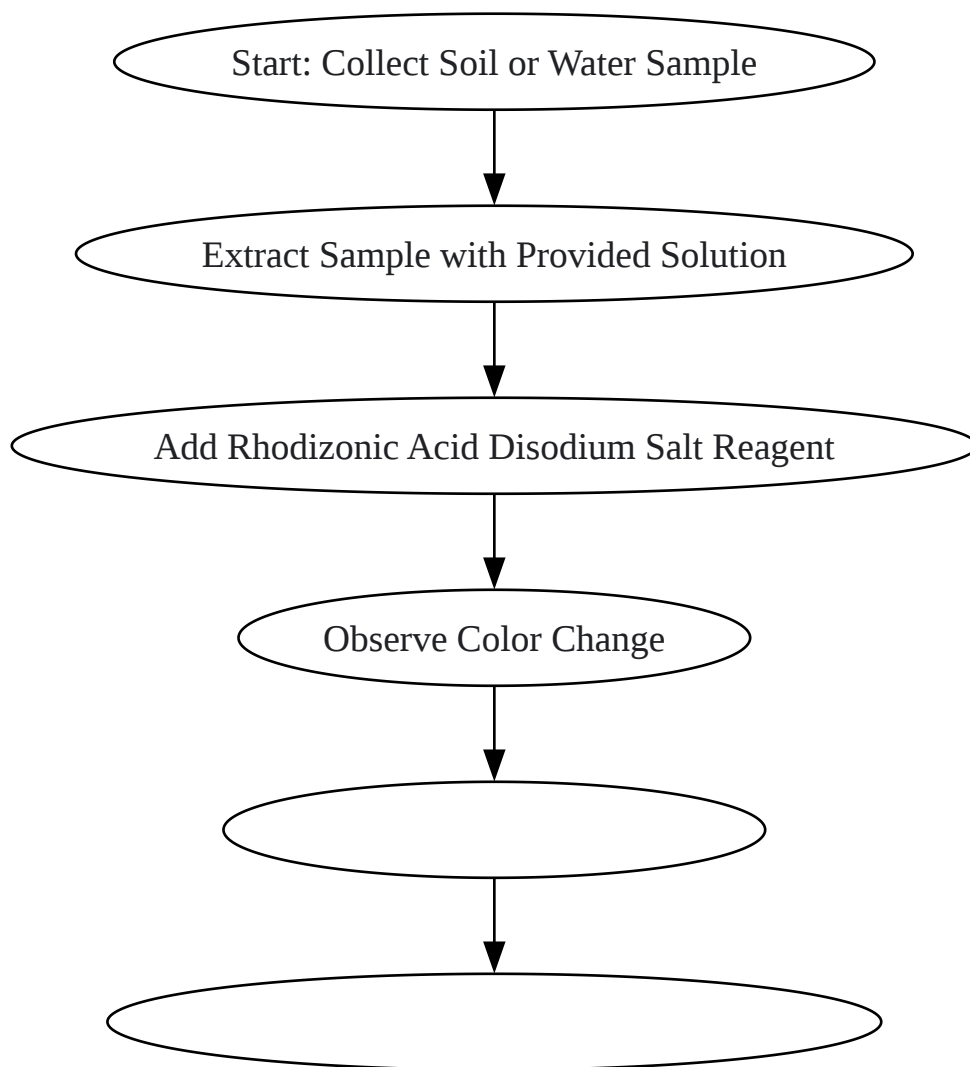 Start: Collect Soil or Water Sample
Extract Sample with Provided Solution
Add Rhodizonic Acid Disodium Salt Reagent
Observe Color Change